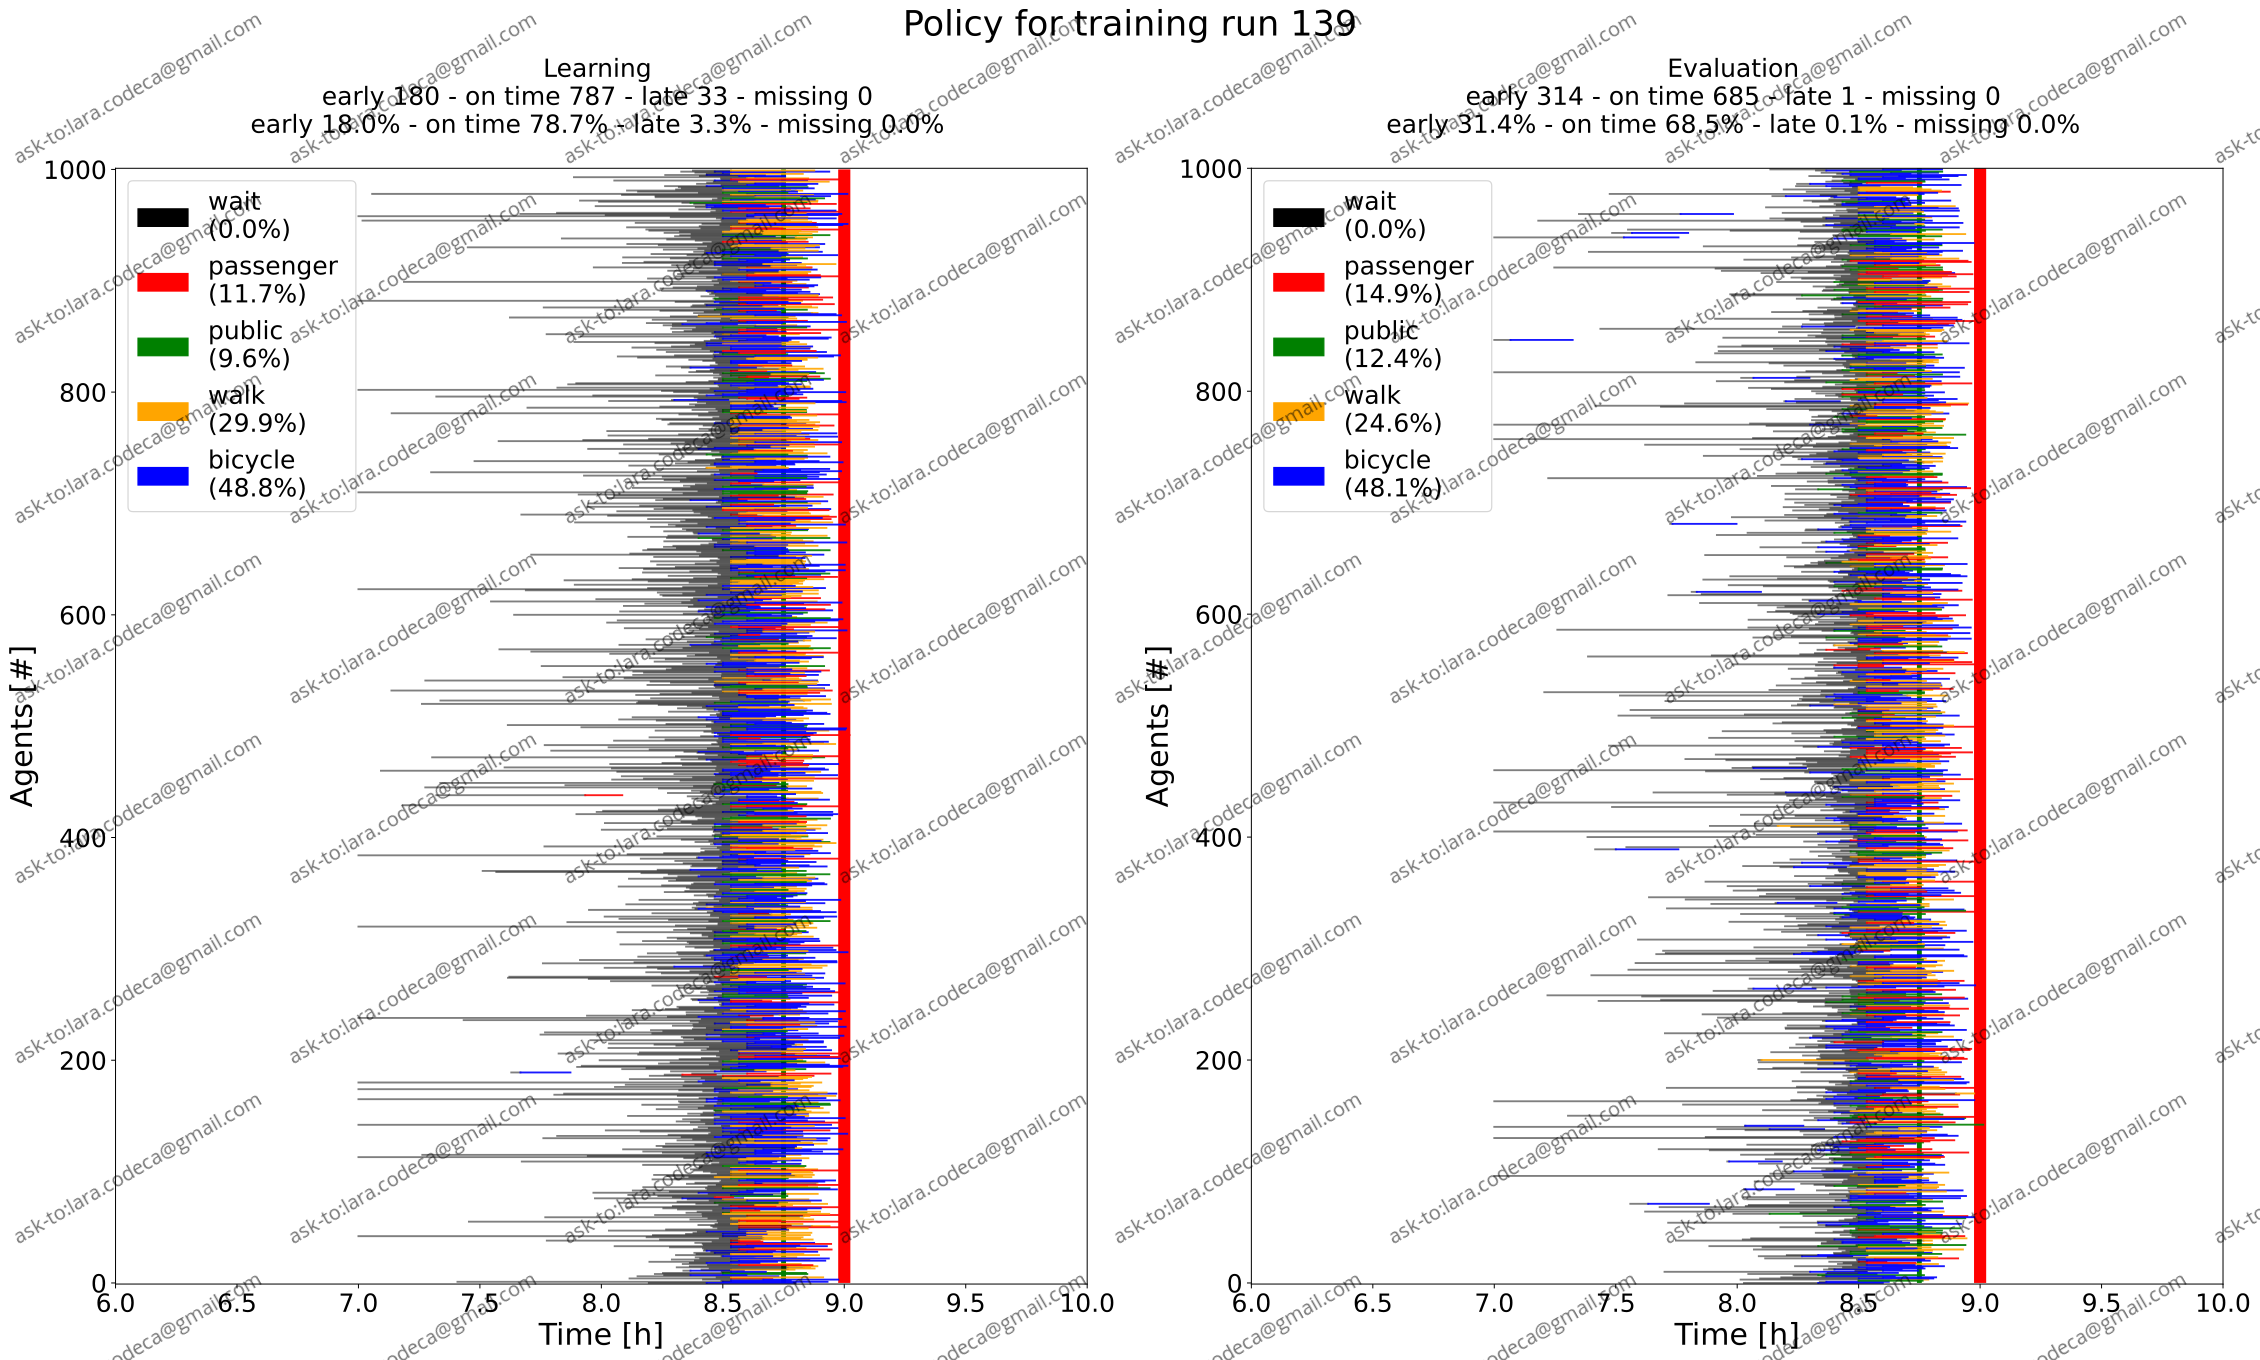 Policy for training run 139
Learning
early 180 - on time 787 - late 33 - missing 0
early 18.0% - on time 78.7% - late 3.3% - missing 0.0%
Evaluation
early 314 - on time 685 - late 1 - missing 0
early 31.4% - on time 68.5% - late 0.1% - missing 0.0%
wait
(0.0%)
passenger
(11.7%)
public
(9.6%)
walk
(29.9%)
bicycle
(48.8%)
1000
800
600
400
200
0
Agents [#]
6.0 6.5 7.0 7.5 8.0 8.5 9.0 9.5 10.0
Time [h]
wait
(0.0%)
passenger
(14.9%)
public
(12.4%)
walk
(24.6%)
bicycle
(48.1%)
1000
800
600
400
200
0
Agents [#]
6.0 6.5 7.0 7.5 8.0 8.5 9.0 9.5 10.0
Time [h]
ask-to:lara.codeca@gmail.com